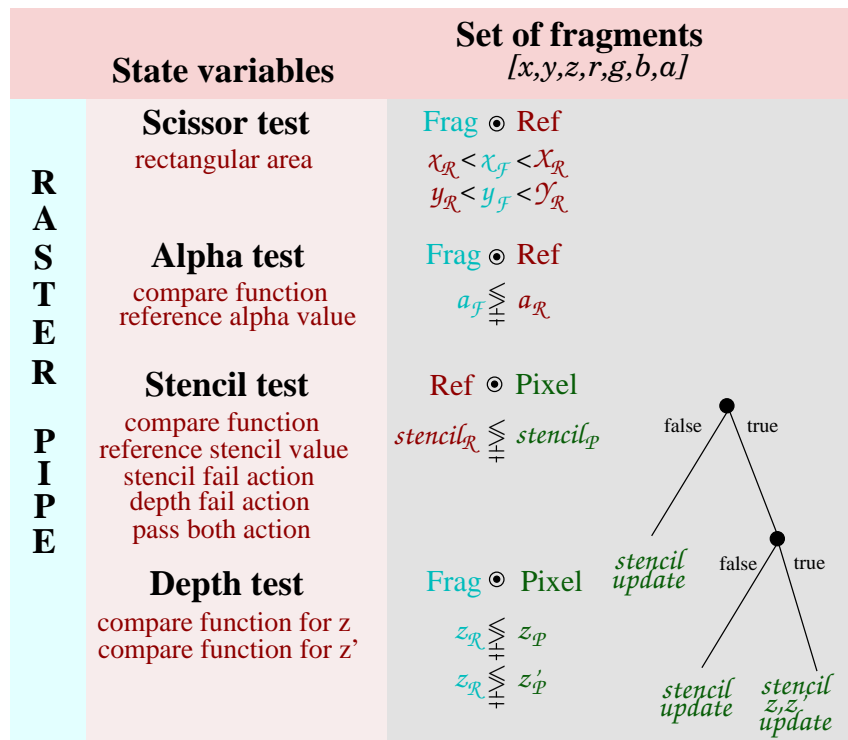 State variables
Set of fragments
[x,y,z,r,g,b,a]
RASTER PIPE
Scissor test
rectangular area
Frag ⊙ Ref
x_R < x_F < X_R
y_R < y_F < Y_R
Alpha test
compare function
reference alpha value
Frag ⊙ Ref
a_F ≤ ≥ ≠ a_R
Stencil test
compare function
reference stencil value
stencil fail action
depth fail action
pass both action
Ref ⊙ Pixel
stencil_R ≤ ≥ ≠ stencil_P
false true
stencil
update
false true
Depth test
compare function for z
compare function for z'
Frag ⊙ Pixel
z_R ≤ ≥ ≠ z_P
z_R ≤ ≥ ≠ z'_P
stencil
update
stencil
z,z'
update